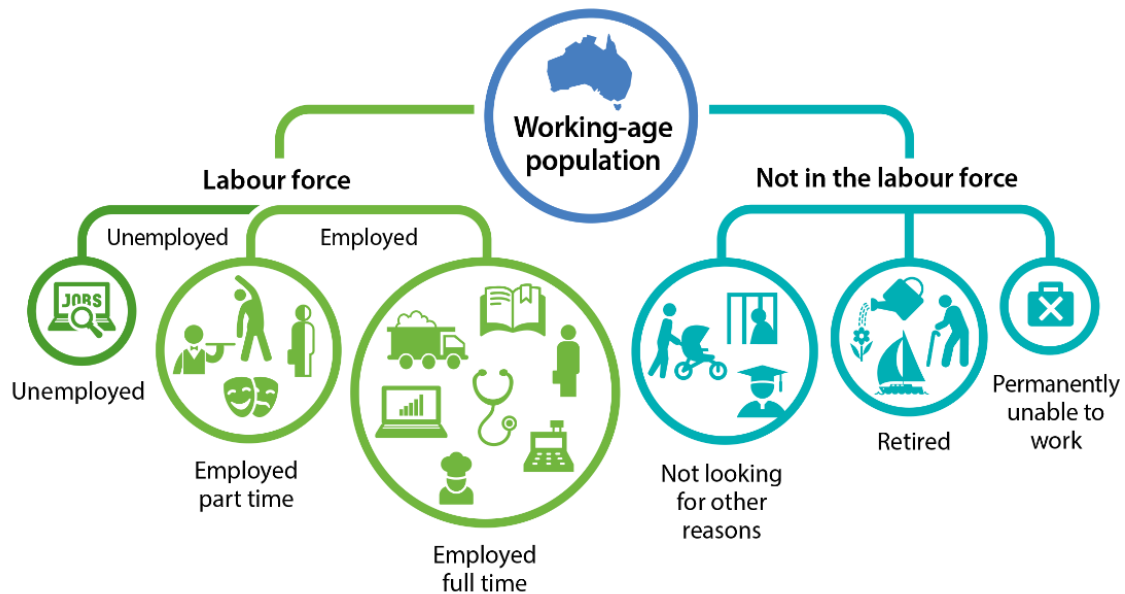 Working-age
population
Labour force
Not in the labour force
Unemployed
Employed
JOBS
Unemployed
Employed
part time
Employed
full time
Not looking
for other
reasons
Retired
Permanently
unable to
work